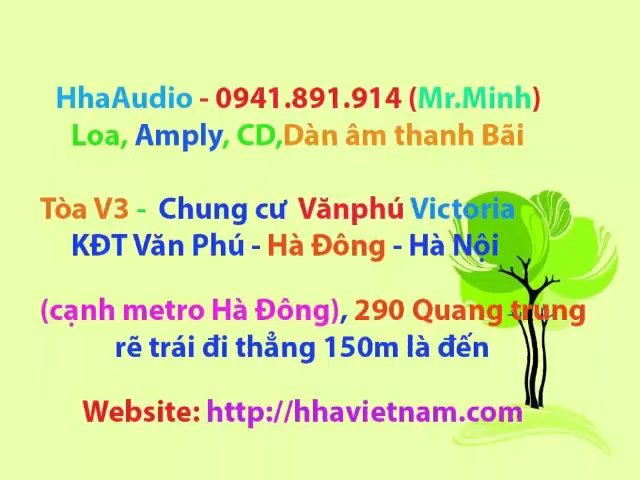 HhaAudio - 0941.891.914 (Mr.Minh)
Loa, Amply, CD,Dàn âm thanh Bãi
Tòa V3 - Chung cư Vănphú Victoria
KĐT Văn Phú - Hà Đông - Hà Nội
(cạnh metro Hà Đông), 290 Quang trung
rẽ trái đi thẳng 150m là đến
Website: http://hhavietnam.com